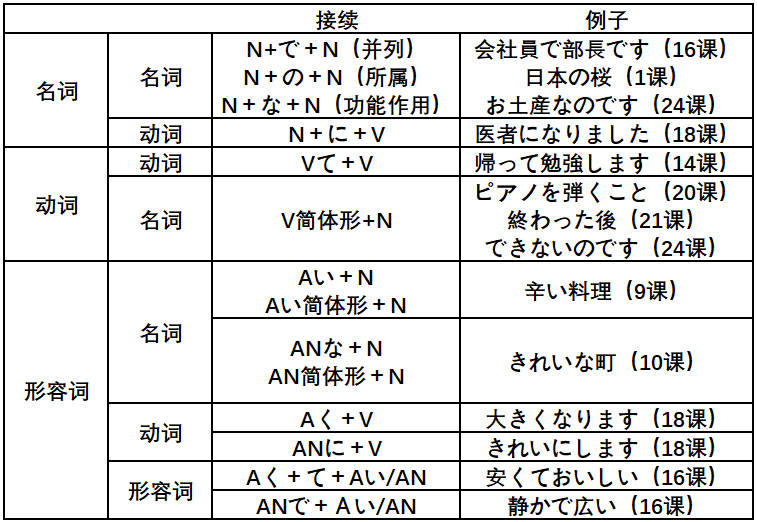 接续 例子
名词 名词 N+で＋N（并列） 会社員で部長です（16课）
N＋の＋N（所属） 日本の桜（1课）
N＋な＋N（功能作用） お土産なのです（24课）
动词 N＋に＋V 医者になりました（18课）
动词 动词 Vて＋V 帰って勉強します（14课）
名词 V简体形+N ピアノを弾くこと（20课）
終わった後（21课）
できないのです（24课）
形容词 名词 Aい＋N 辛い料理（9课）
Aい简体形＋N
ANな＋N きれいな町（10课）
AN简体形＋N
动词 Aく＋V 大きくなります（18课）
ANに＋V きれいにします（18课）
形容词 Aく＋て＋Aい/AN 安くておいしい（16课）
ANで＋Aい/AN 静かで広い（16课）